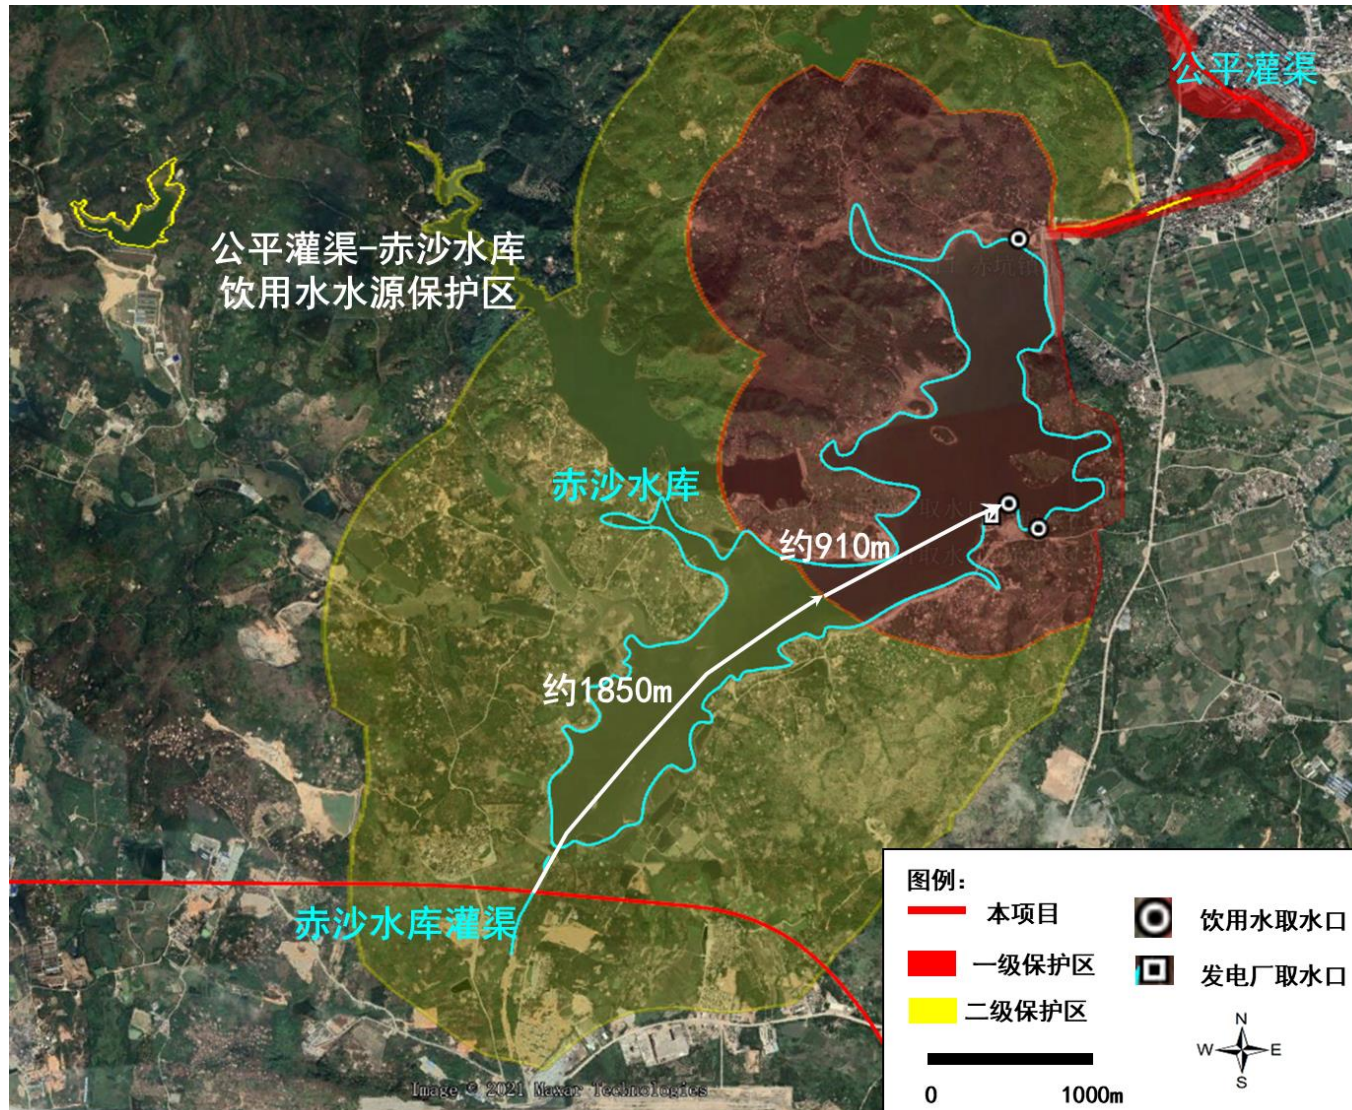 公平灌渠
公平灌渠-赤沙水库
饮用水水源保护区
赤沙水库
约910m
约1850m
赤沙水库灌渠
图例：
本项目
饮用水取水口
一级保护区
发电厂取水口
二级保护区
N
W
E
S
0
1000m
Image © 2021 Maxar Technologies